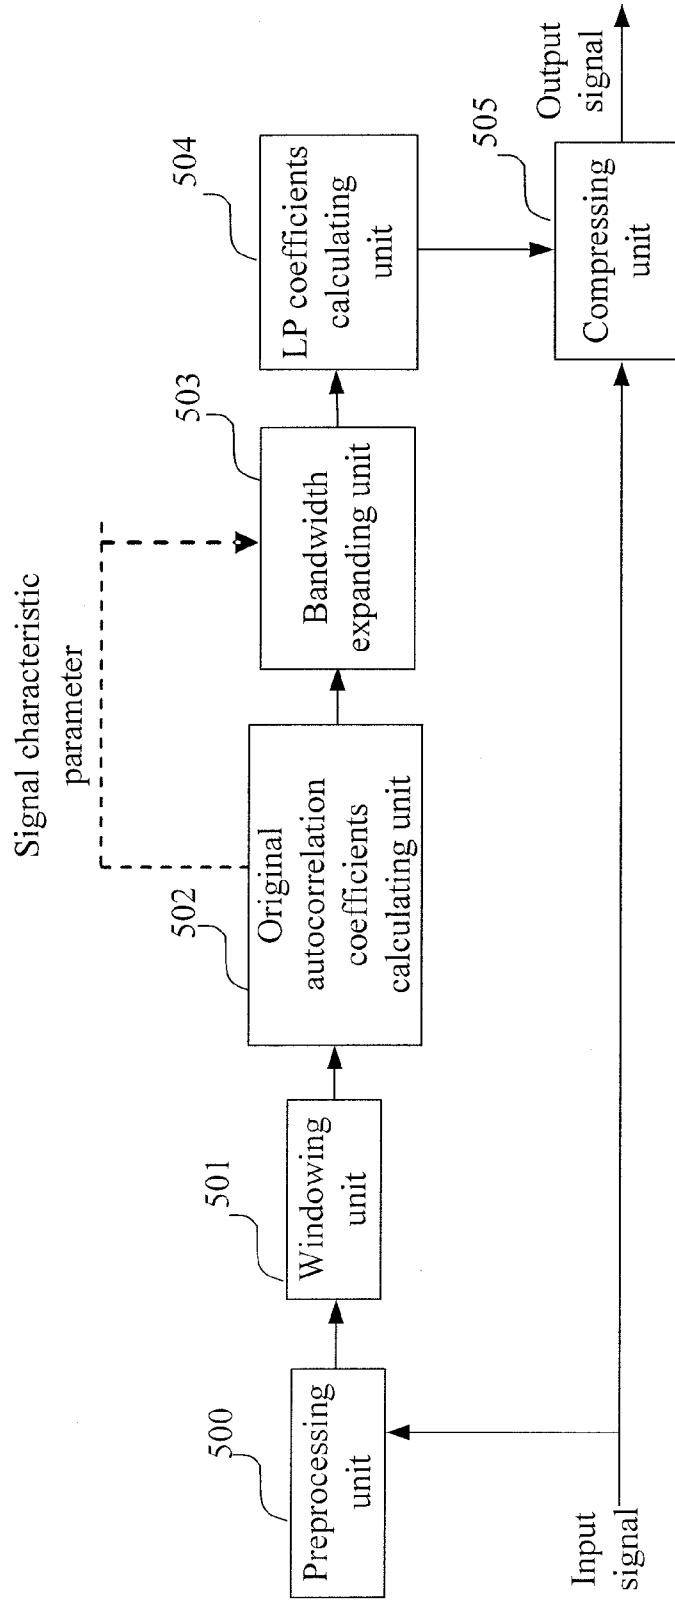 Signal characteristic
parameter
500
Preprocessing
unit
501
Windowing
unit
502
Original
autocorrelation
coefficients
calculating unit
503
Bandwidth
expanding unit
504
LP coefficients
calculating
unit
505
Compressing
unit
Input
signal
Output
signal